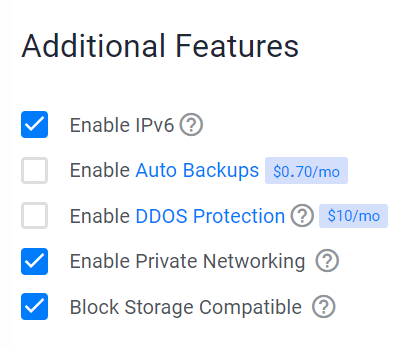 Additional Features
Enable IPv6 ?
Enable Auto Backups $0.70/mo
Enable DDOS Protection ? $10/mo
Enable Private Networking ?
Block Storage Compatible ?